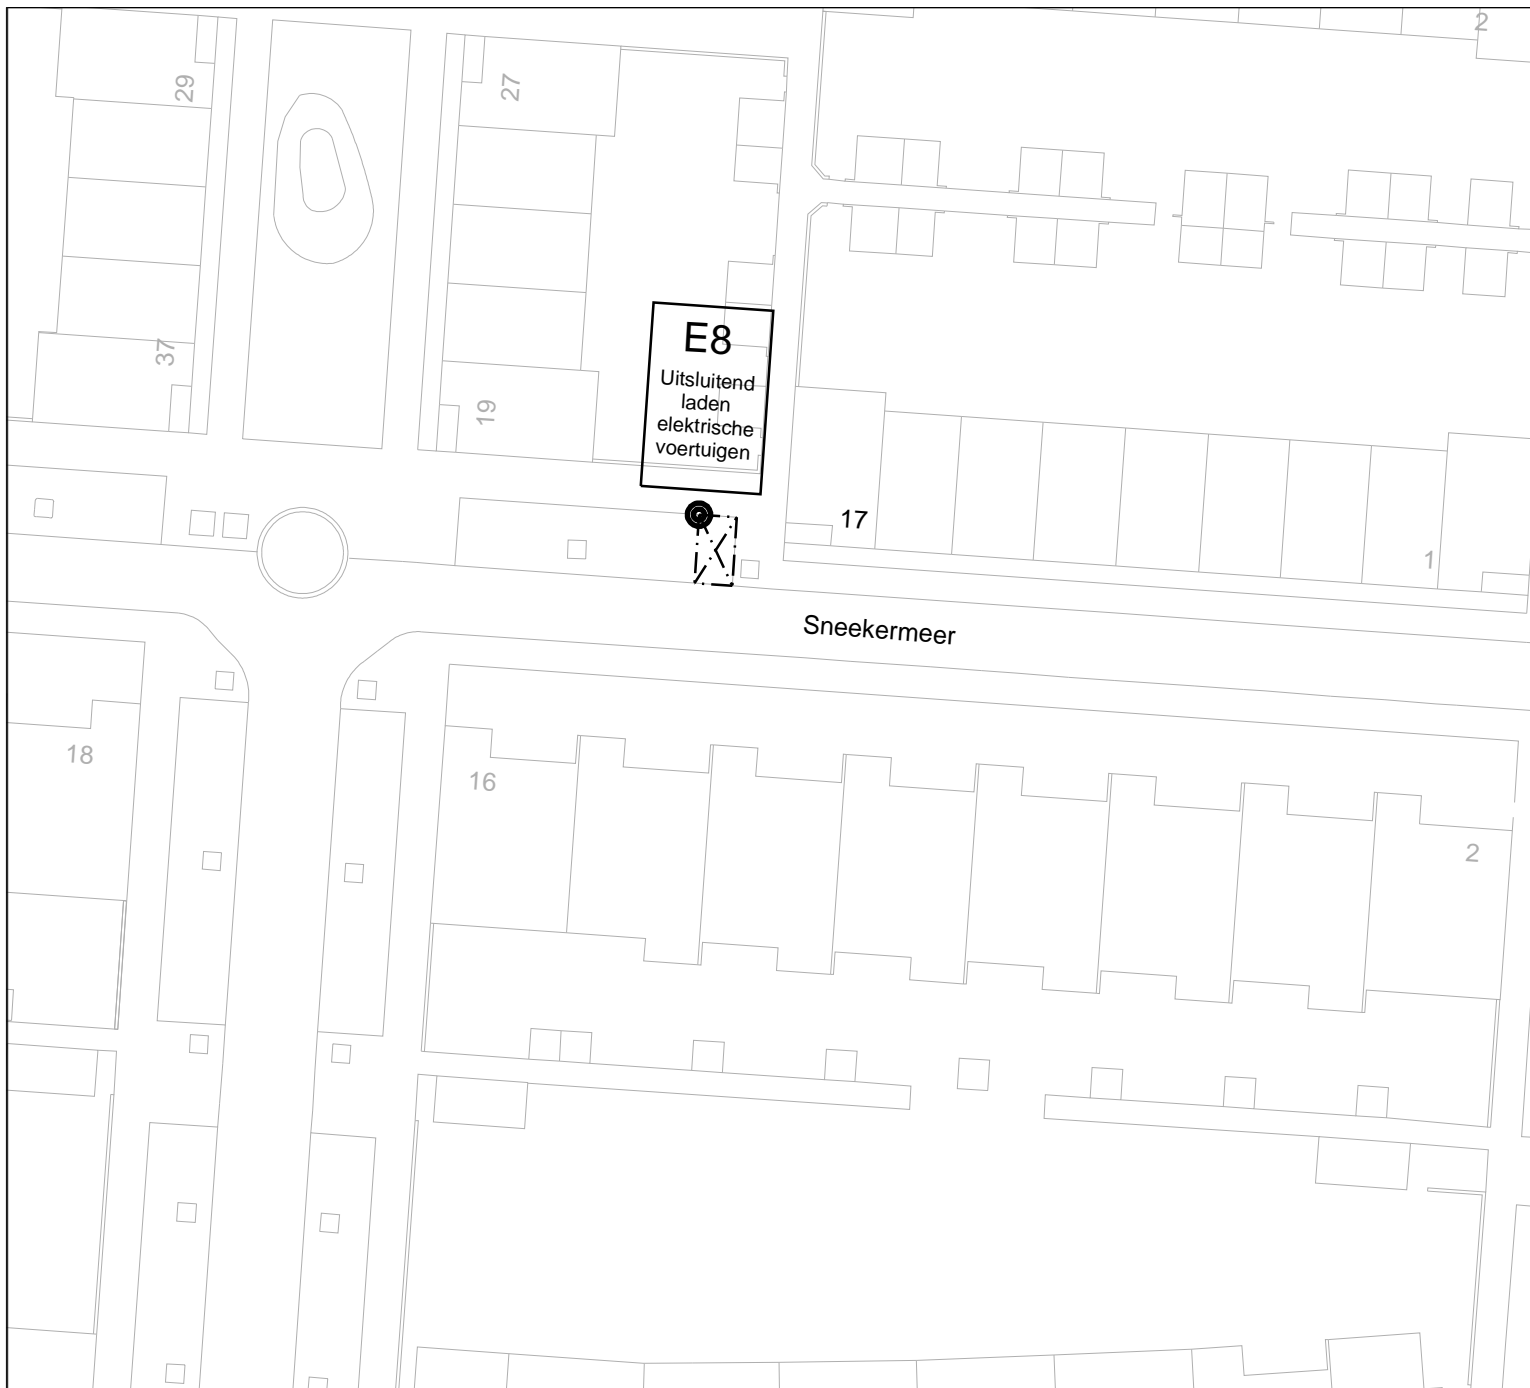 2
29
27
37
19
E8
Uitsluitend
laden
elektrische
voertuigen
17
1
Sneekermeer
18
16
2